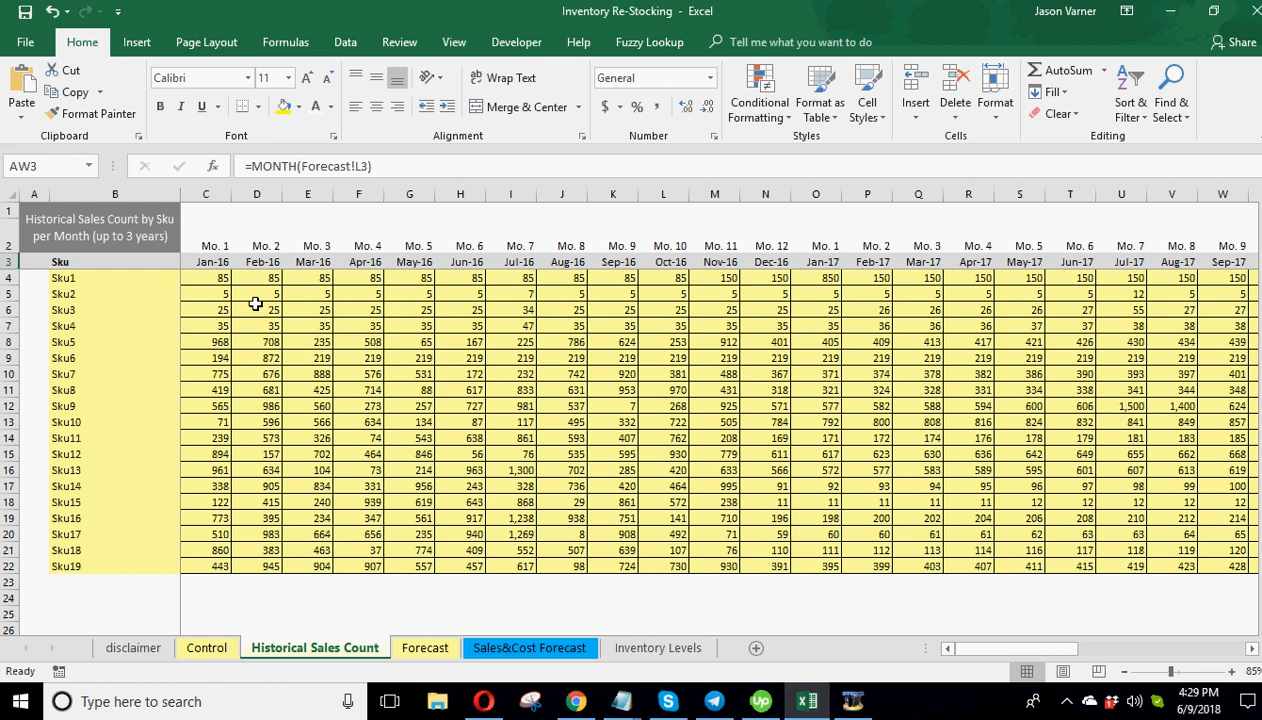 Inventory Re-Stocking - Excel
Jason Varner
File Home Insert Page Layout Formulas Data Review View Developer Help Fuzzy Lookup Tell me what you want to do Share
Paste
Cut
Copy
Format Painter
Clipboard
Calibri 11
B I U
Font
Wrap Text
Merge & Center
Alignment
General
$ % ,
Number
Conditional Formatting
Format as Table
Cell Styles
Styles
Insert
Delete
Format
Cells
AutoSum
Fill
Clear
Sort & Filter
Find & Select
Editing
AW3 fx =MONTH(Forecast!L3)
A B C D E F G H I J K L M N O P Q R S T U V W
1 Historical Sales Count by Sku
2 per Month (up to 3 years) Mo. 1 Mo. 2 Mo. 3 Mo. 4 Mo. 5 Mo. 6 Mo. 7 Mo. 8 Mo. 9 Mo. 10 Mo. 11 Mo. 12 Mo. 1 Mo. 2 Mo. 3 Mo. 4 Mo. 5 Mo. 6 Mo. 7 Mo. 8 Mo. 9
3 Sku Jan-16 Feb-16 Mar-16 Apr-16 May-16 Jun-16 Jul-16 Aug-16 Sep-16 Oct-16 Nov-16 Dec-16 Jan-17 Feb-17 Mar-17 Apr-17 May-17 Jun-17 Jul-17 Aug-17 Sep-17
4 Sku1 85 85 85 85 85 85 85 85 85 85 150 150 850 150 150 150 150 150 150 150 150
5 Sku2 5 5 5 5 5 5 7 5 5 5 5 5 5 5 5 5 5 5 12 5 5
6 Sku3 25 25 25 25 25 25 34 25 25 25 25 25 25 26 26 26 26 27 55 27 27
7 Sku4 35 35 35 35 35 35 47 35 35 35 35 35 35 36 36 36 37 37 38 38 38
8 Sku5 968 708 235 508 65 167 225 786 624 253 912 401 405 409 413 417 421 426 430 434 439
9 Sku6 194 872 219 219 219 219 219 219 219 219 219 219 219 219 219 219 219 219 219 219 219
10 Sku7 775 676 888 576 531 172 232 742 920 381 488 367 371 374 378 382 386 390 393 397 401
11 Sku8 419 681 425 714 88 617 833 631 953 970 431 318 321 324 328 331 334 338 341 344 348
12 Sku9 565 986 560 273 257 727 981 537 7 268 925 571 577 582 588 594 600 606 1,500 1,400 624
13 Sku10 71 596 566 634 134 87 117 495 332 722 505 784 792 800 808 816 824 832 841 849 857
14 Sku11 239 573 326 74 543 638 861 593 407 762 208 169 171 172 174 176 178 179 181 183 185
15 Sku12 894 157 702 464 846 56 76 535 595 930 779 611 617 623 630 636 642 649 655 662 668
16 Sku13 961 634 104 73 214 963 1,300 702 285 420 633 566 572 577 583 589 595 601 607 613 619
17 Sku14 338 905 834 331 956 243 328 736 420 464 995 91 92 93 94 95 96 97 98 99 100
18 Sku15 122 415 240 939 619 643 868 29 861 572 238 11 11 11 11 11 12 12 12 12 12
19 Sku16 773 395 234 347 561 917 1,238 938 751 141 710 196 198 200 202 204 206 208 210 212 214
20 Sku17 510 983 664 656 235 940 1,269 8 908 492 71 59 60 60 61 61 62 63 63 64 65
21 Sku18 860 383 463 37 774 409 552 507 639 107 76 110 111 112 113 114 116 117 118 119 120
22 Sku19 443 945 904 907 557 457 617 98 724 730 930 391 395 399 403 407 411 415 419 423 428
23
24
25
26
disclaimer Control Historical Sales Count Forecast Sales&Cost Forecast Inventory Levels
Ready 85%
Type here to search
4:29 PM
6/9/2018